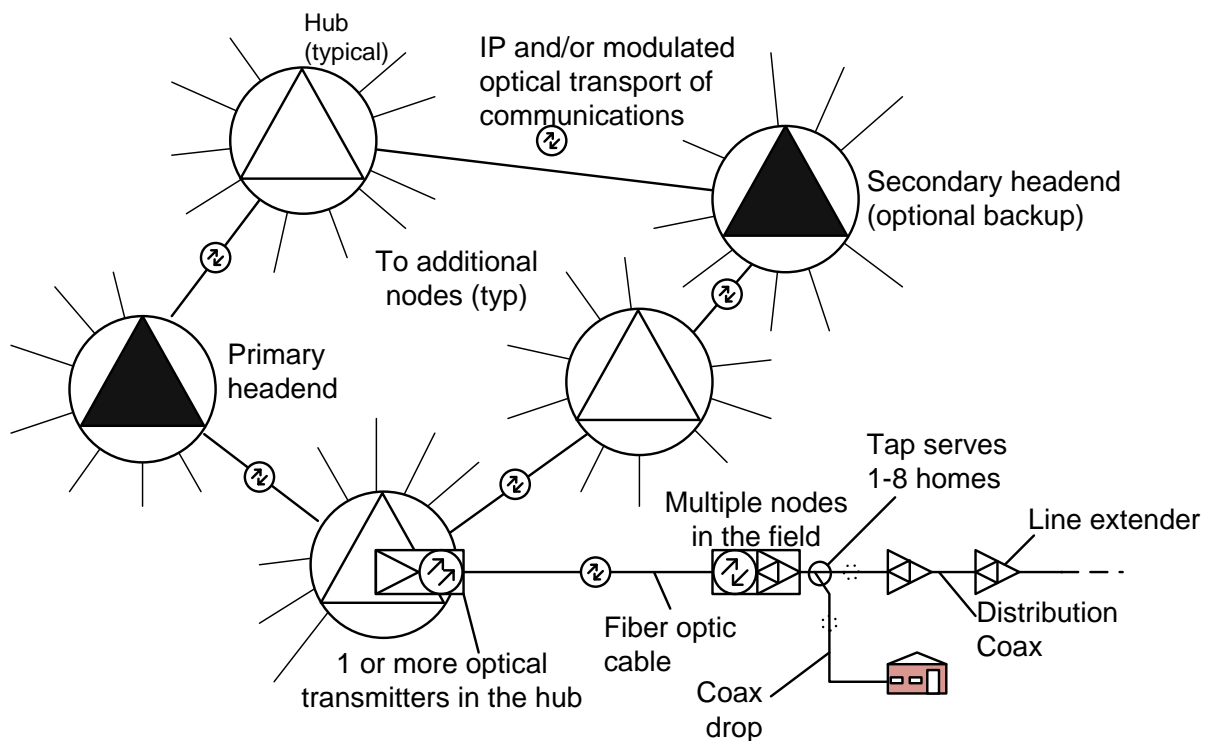 Hub
(typical)
IP and/or modulated
optical transport of
communications
Secondary headend
(optional backup)
To additional
nodes (typ)
Primary
headend
Tap serves
1-8 homes
Multiple nodes
in the field
Line extender
Fiber optic
cable
Distribution
Coax
1 or more optical
transmitters in the hub
Coax
drop